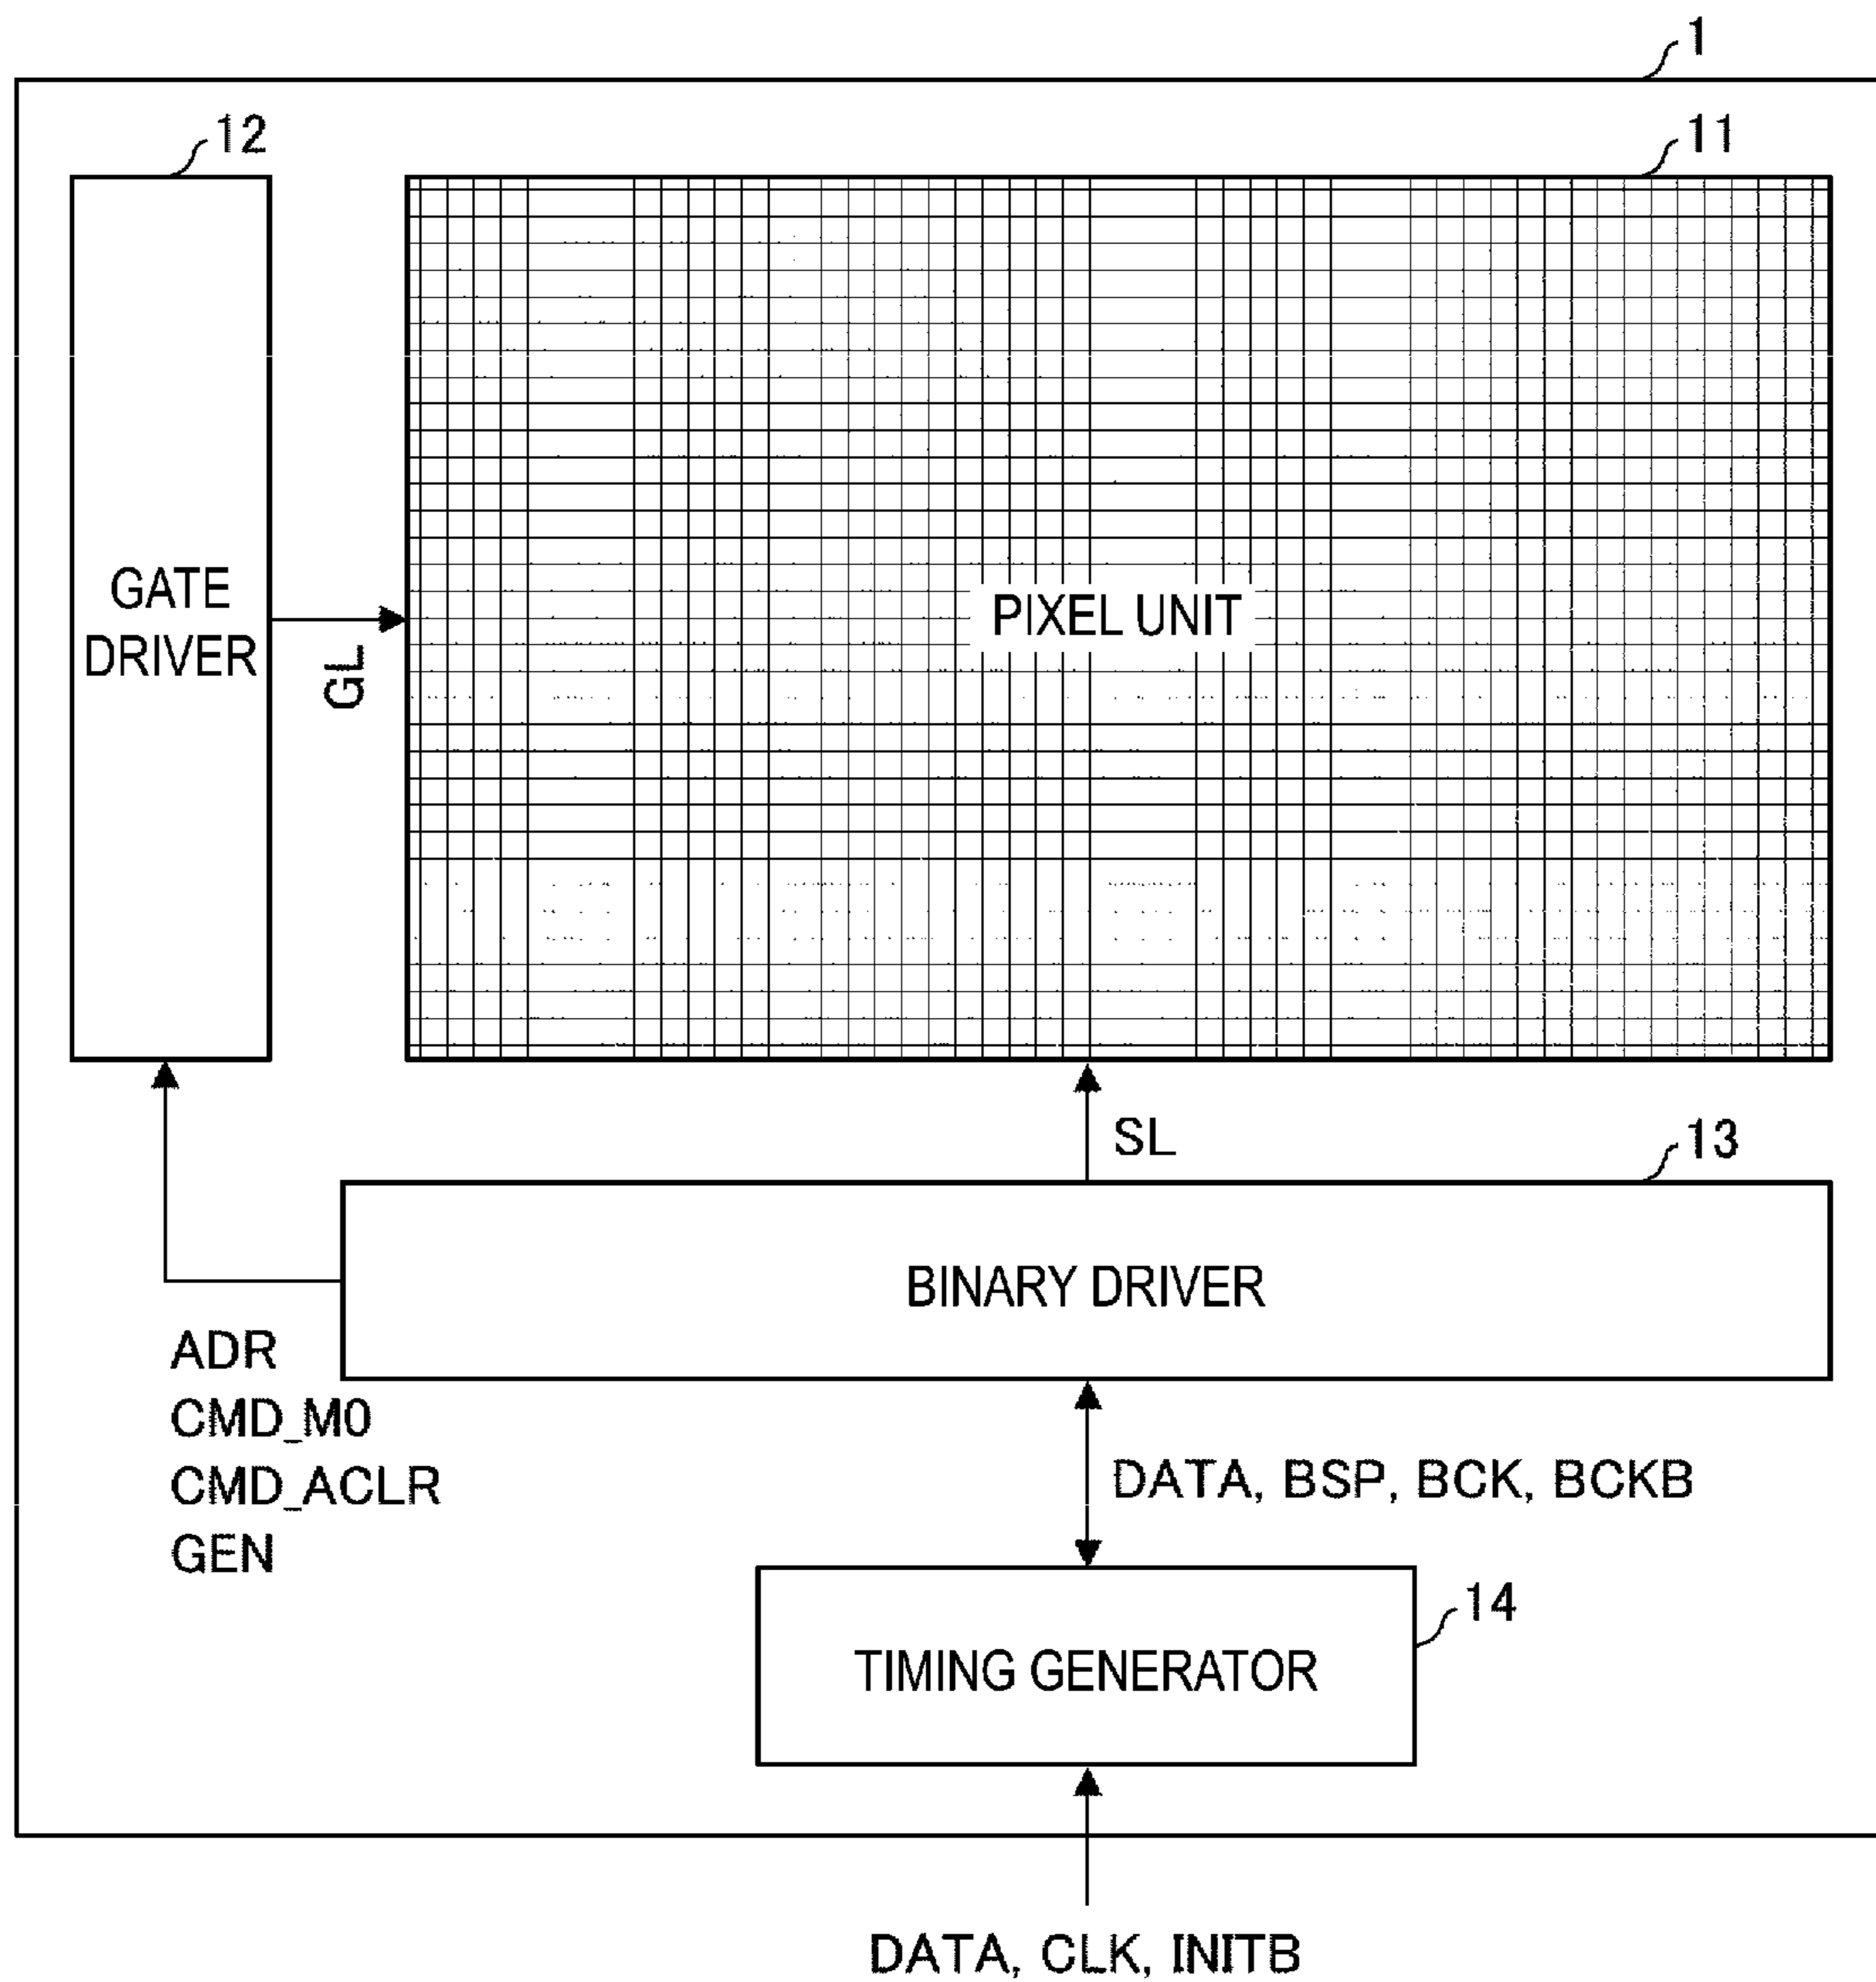 1
12
11
GATE
DRIVER
GL
PIXEL UNIT
SL
13
BINARY DRIVER
ADR
CMD_M0
CMD_ACLR
GEN
DATA, BSP, BCK, BCKB
14
TIMING GENERATOR
DATA, CLK, INITB